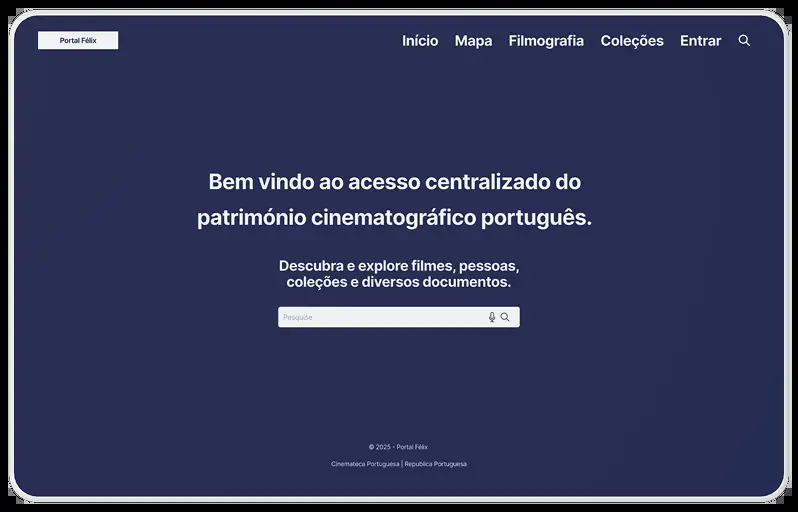 Portal Félix
Início Mapa Filmografia Coleções Entrar
Bem vindo ao acesso centralizado do
património cinematográfico português.
Descubra e explore filmes, pessoas,
coleções e diversos documentos.
Pesquise
© 2025 - Portal Félix
Cinemateca Portuguesa | Republica Portuguesa